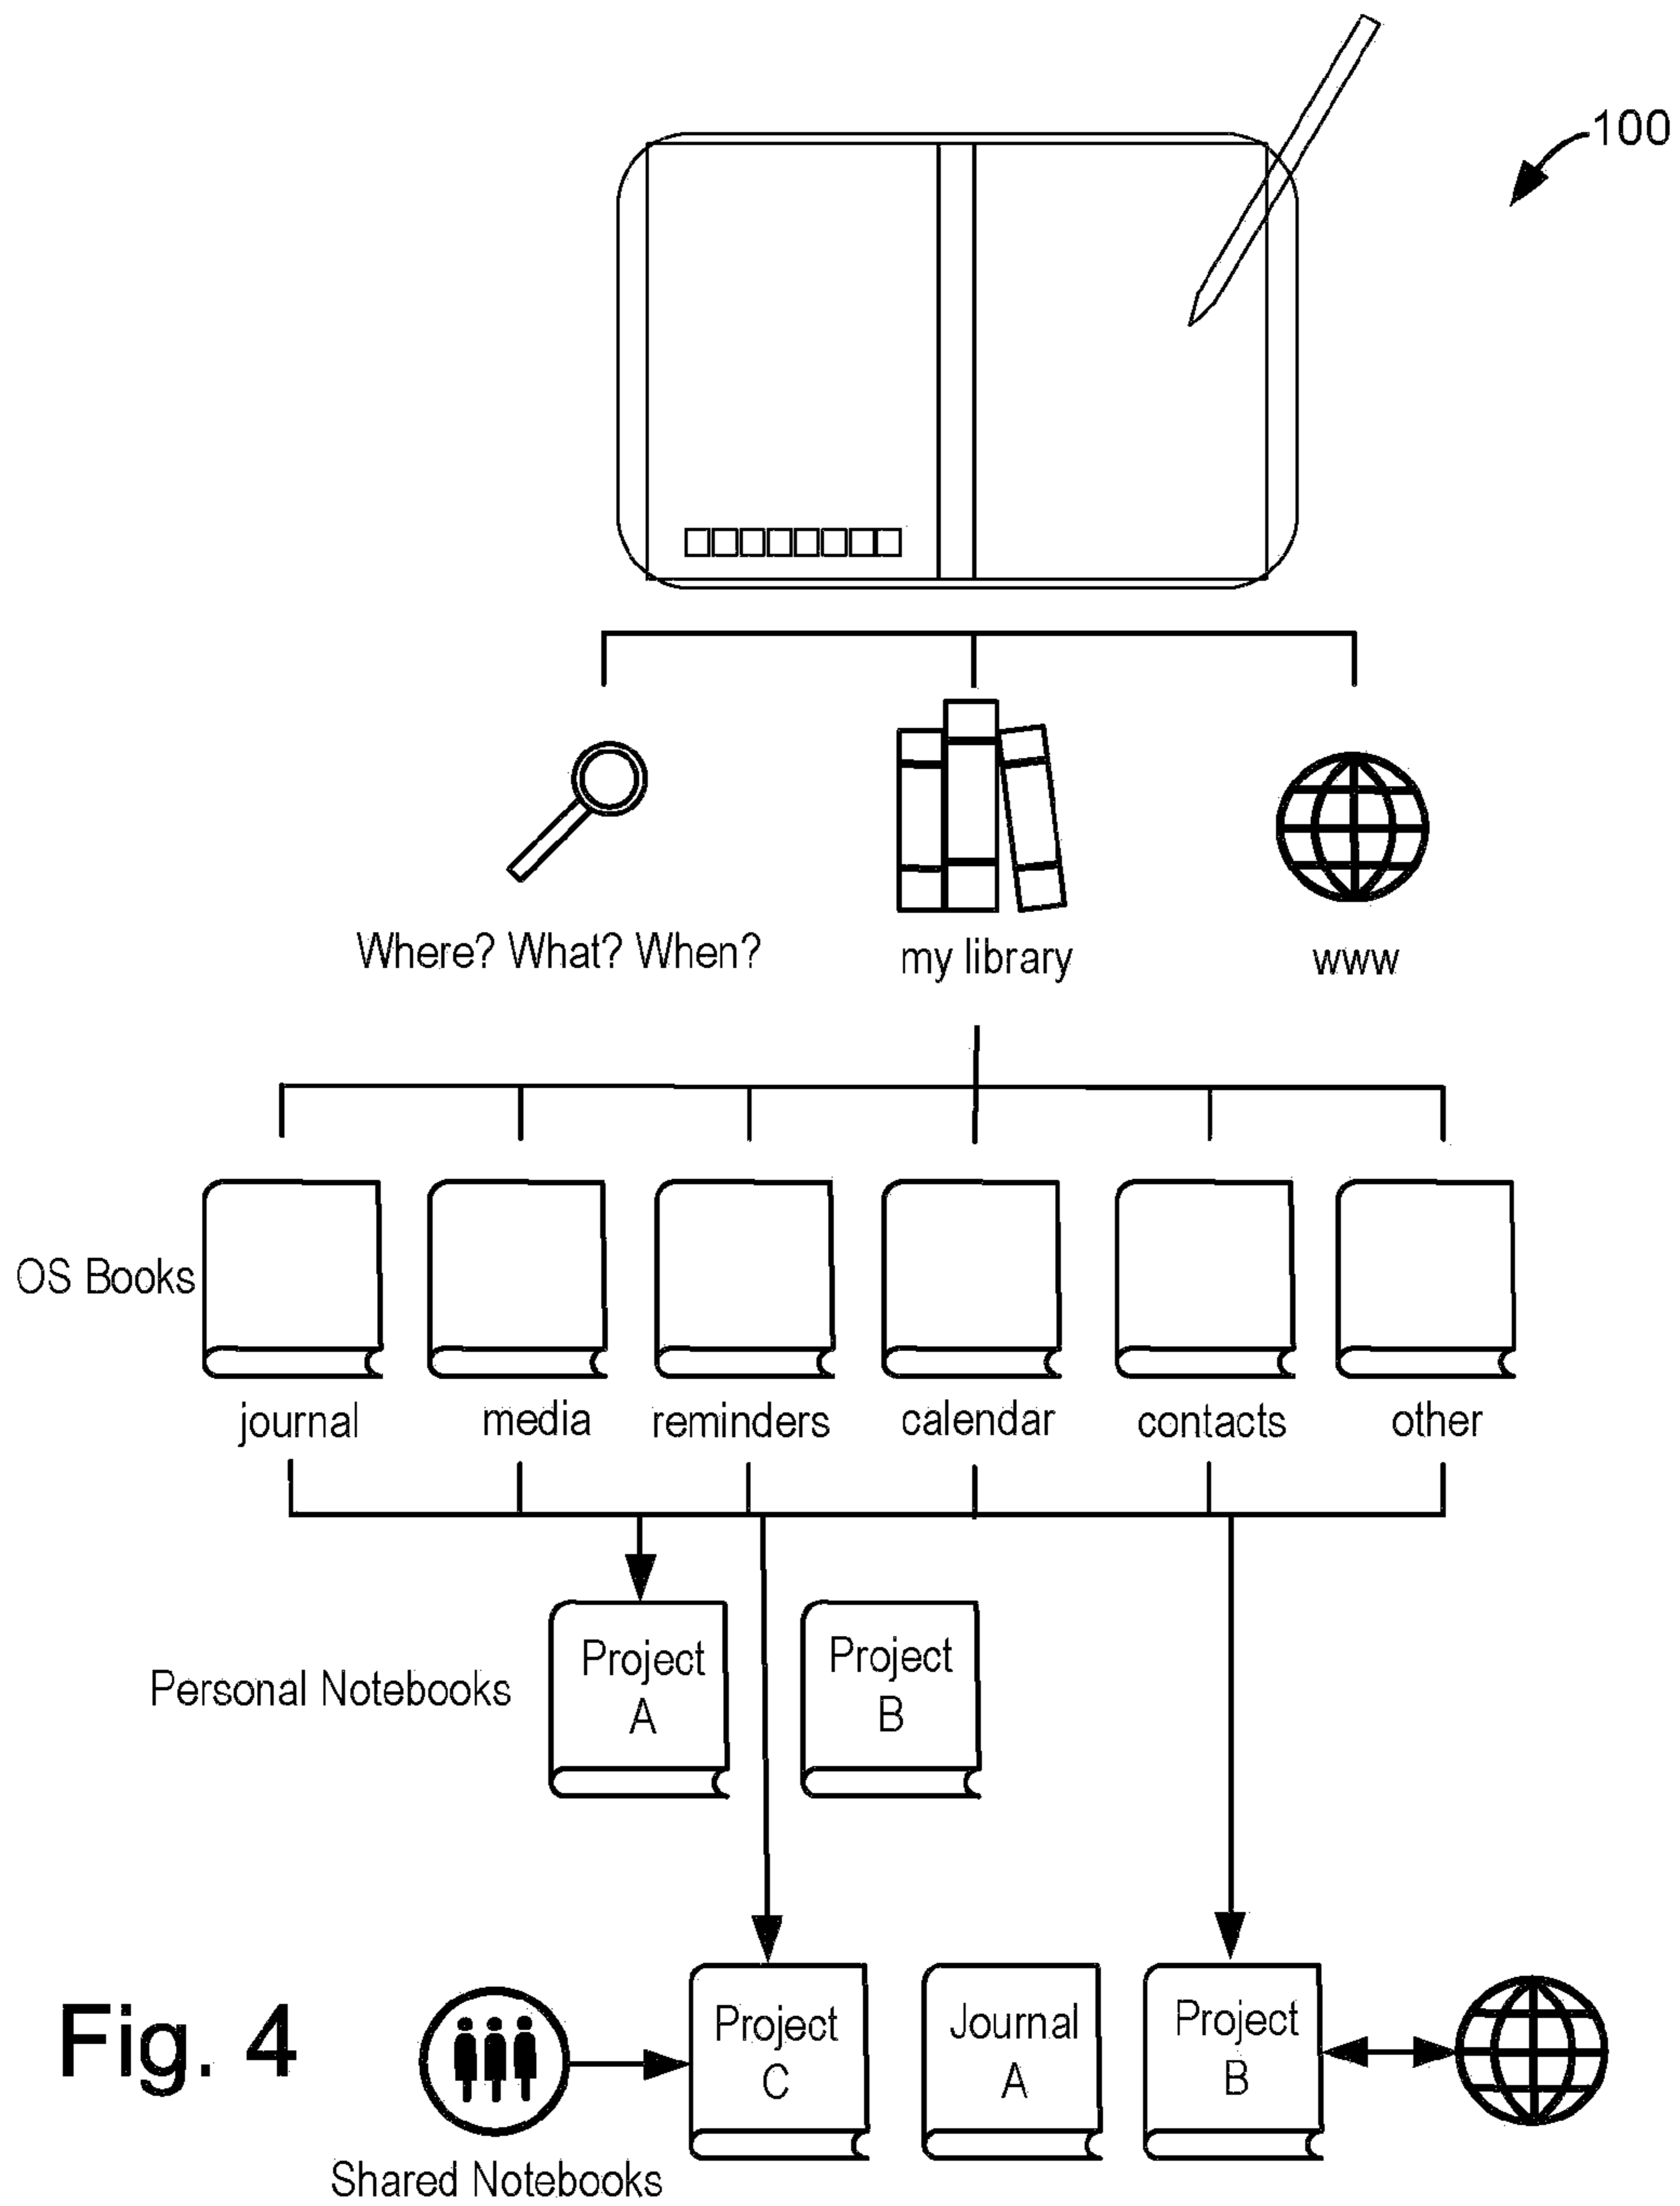 100
Where? What? When?
my library
www
OS Books
journal
media
reminders
calendar
contacts
other
Personal Notebooks
Project
A
Project
B
Fig. 4
Project
C
Journal
A
Project
B
Shared Notebooks